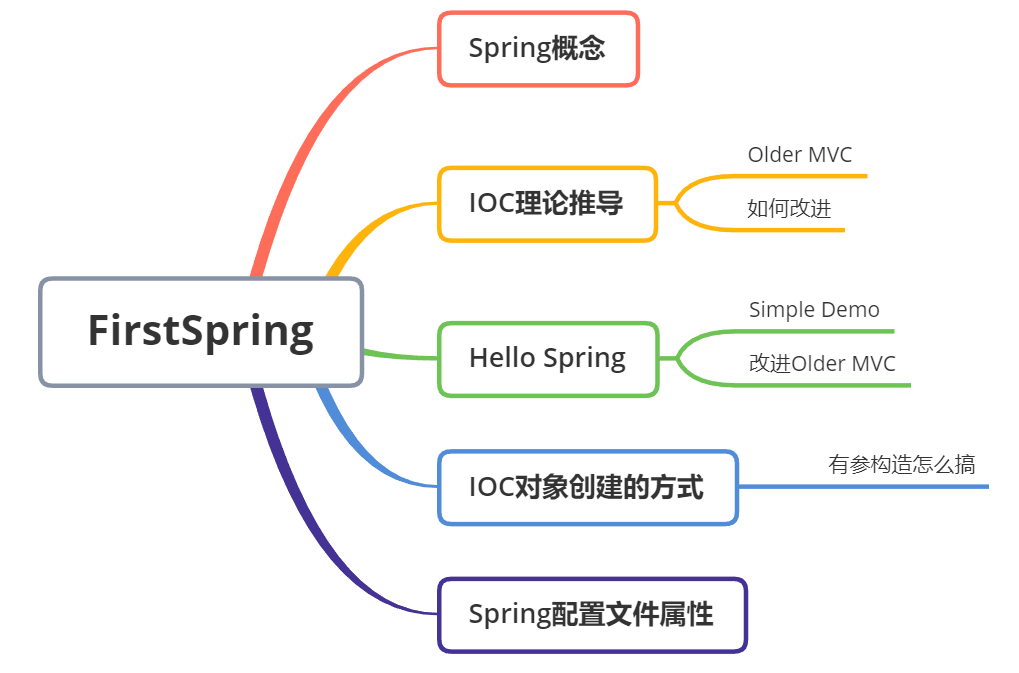 FirstSpring
Spring概念
IOC理论推导
Older MVC
如何改进
Hello Spring
Simple Demo
改进Older MVC
IOC对象创建的方式
有参构造怎么搞
Spring配置文件属性